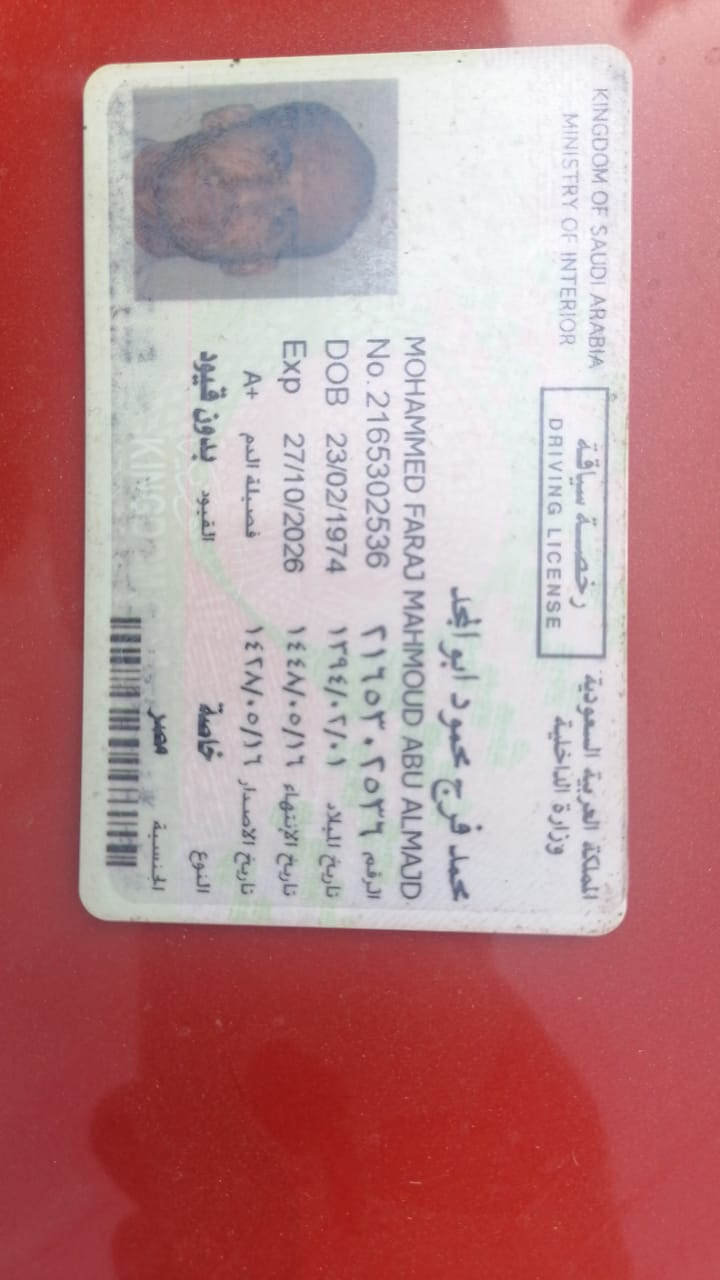 KINGDOM OF SAUDI ARABIA
MINISTRY OF INTERIOR
رخصة سياقة
DRIVING LICENSE
المملكة العربية السعودية
وزارة الداخلية
محمد فرج محمود ابو المجد
MOHAMMED FARAJ MAHMOUD ABU ALMAJD
No. 2165302536 الرقم ٢١٦٥٣٠٢٥٣٦
DOB 23/02/1974 تاريخ الميلاد ١٣٩٤/٠٢/٠١
Exp 27/10/2026 تاريخ الإنتهاء ١٤٤٨/٠٥/١٦
تاريخ الاصدار ١٤٣٨/٠٥/١٦ فصيلة الدم A+
النوع خاصة القيود بدون قيود
الجنسية مصر
KINGDOM